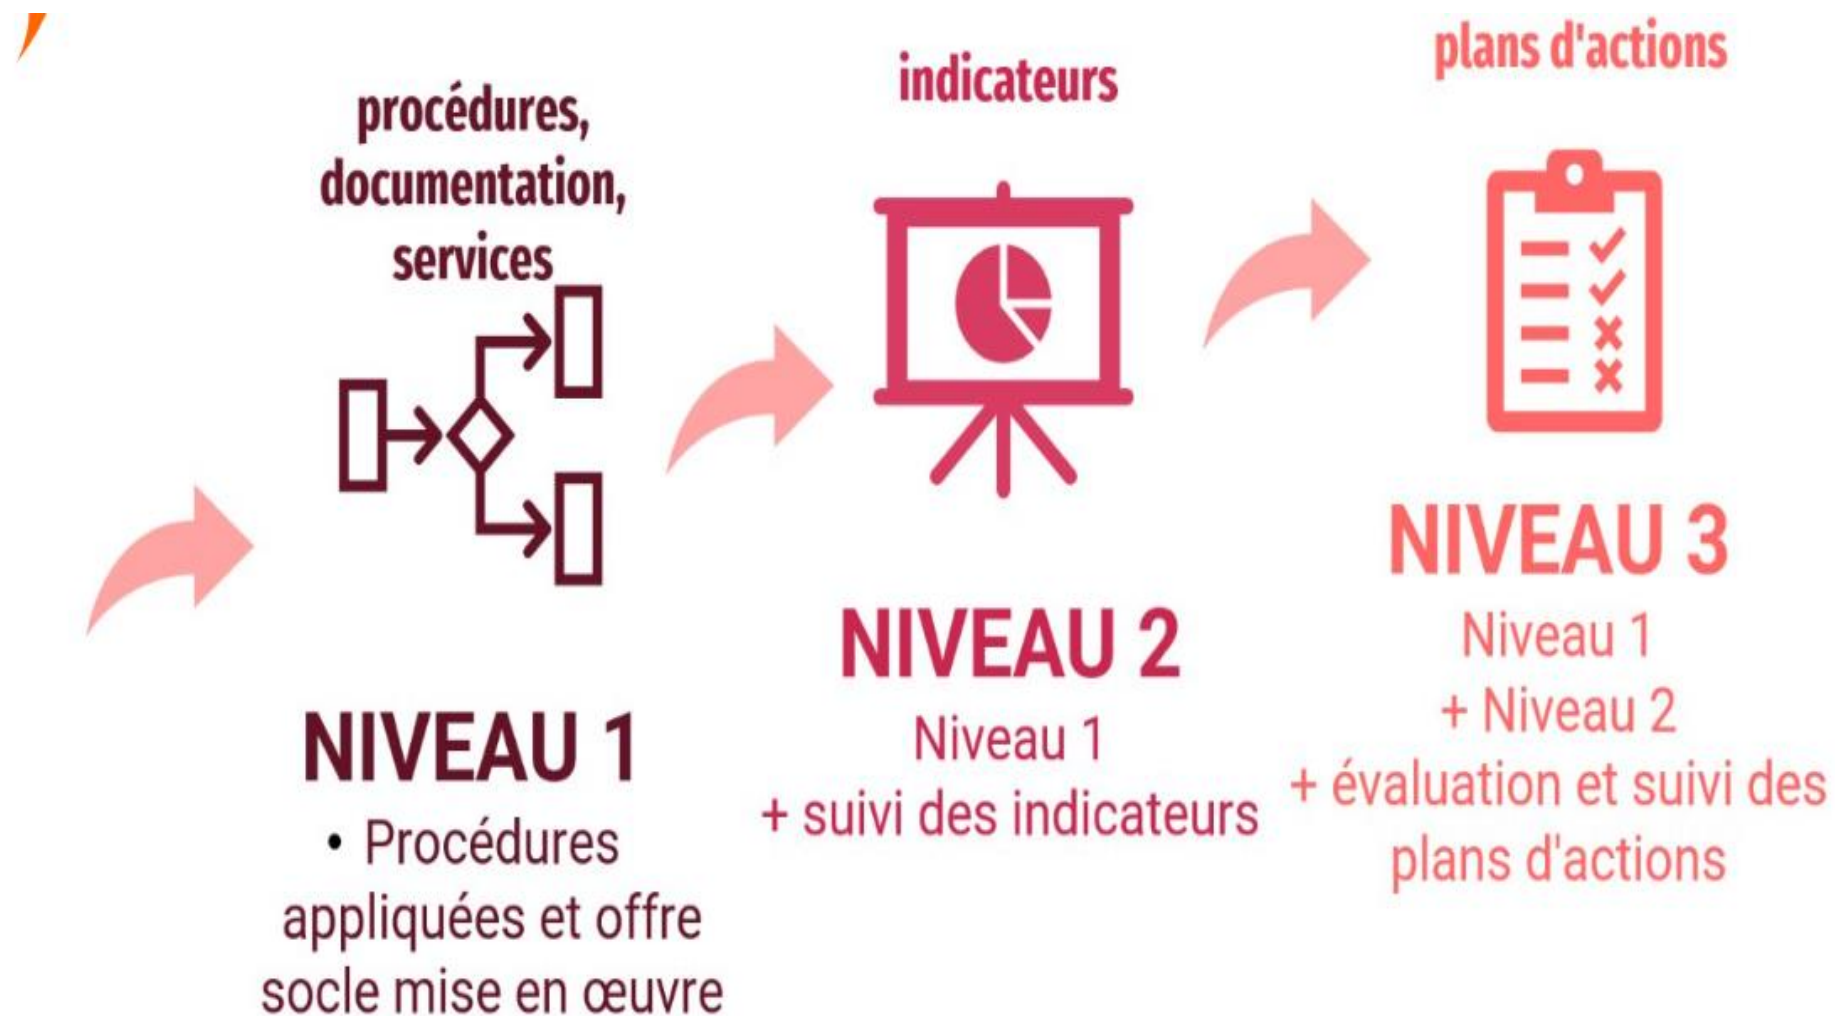 procédures,
documentation,
services
NIVEAU 1
• Procédures
appliquées et offre
socle mise en œuvre
indicateurs
NIVEAU 2
Niveau 1
+ suivi des indicateurs
plans d'actions
NIVEAU 3
Niveau 1
+ Niveau 2
+ évaluation et suivi des
plans d'actions